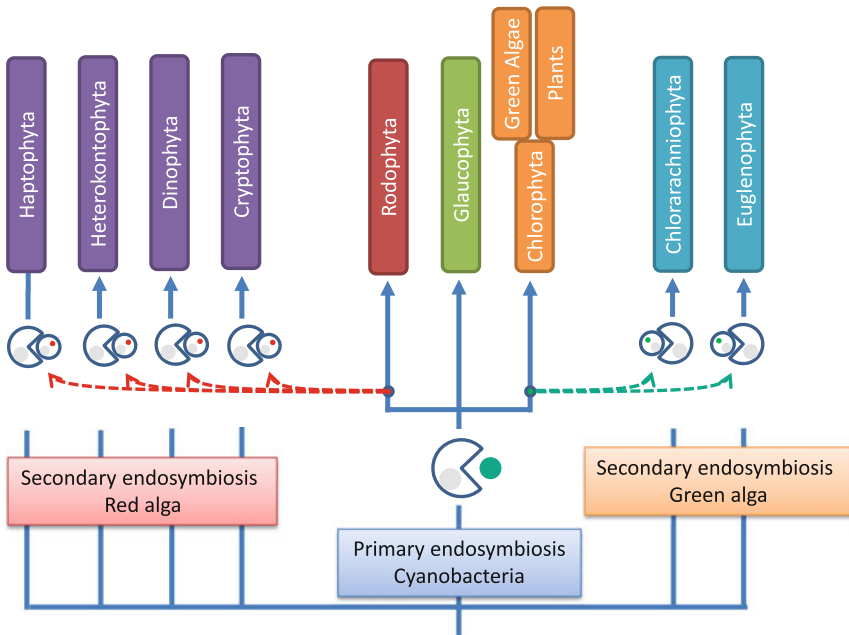 Haptophyta
Heterokontophyta
Dinophyta
Cryptophyta
Rodophyta
Glaucophyta
Green Algae
Plants
Chlorophyta
Chlorarachniophyta
Euglenophyta
Secondary endosymbiosis
Red alga
Primary endosymbiosis
Cyanobacteria
Secondary endosymbiosis
Green alga